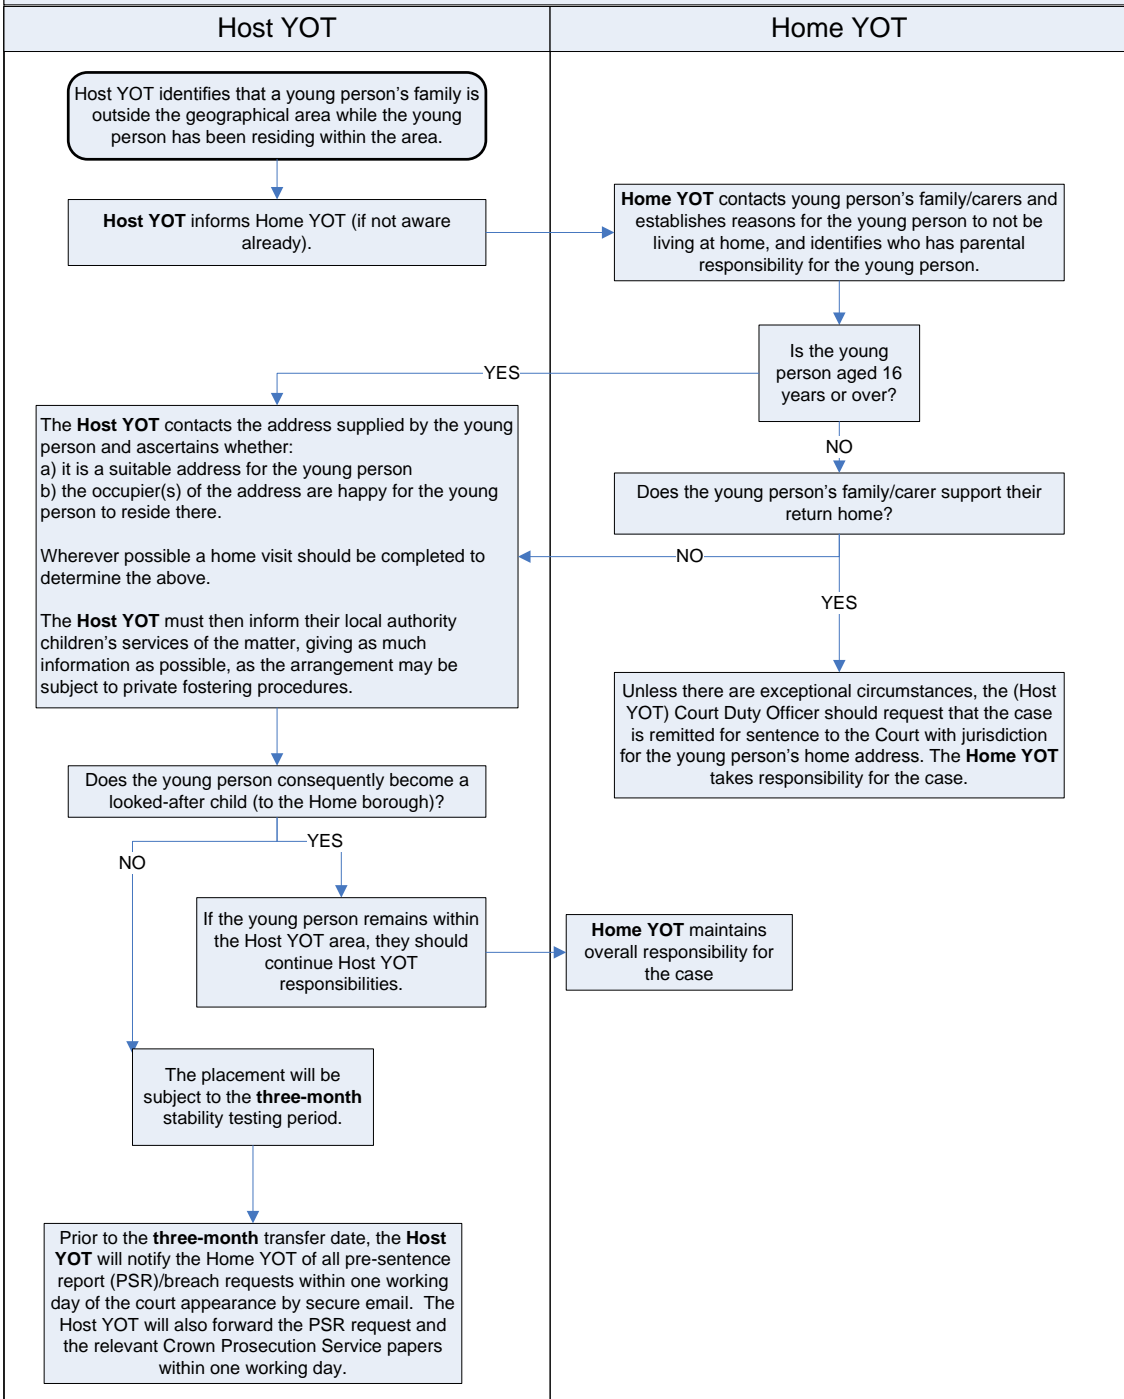 Host YOT
Home YOT
Host YOT identifies that a young person's family is
outside the geographical area while the young
person has been residing within the area.
Host YOT informs Home YOT (if not aware
already).
Home YOT contacts young person's family/carers and
establishes reasons for the young person to not be
living at home, and identifies who has parental
responsibility for the young person.
Is the young
person aged 16
years or over?
YES
NO
The Host YOT contacts the address supplied by the young
person and ascertains whether:
a) it is a suitable address for the young person
b) the occupier(s) of the address are happy for the young
person to reside there.
Wherever possible a home visit should be completed to
determine the above.
The Host YOT must then inform their local authority
children's services of the matter, giving as much
information as possible, as the arrangement may be
subject to private fostering procedures.
Does the young person's family/carer support their
return home?
NO
YES
Unless there are exceptional circumstances, the (Host
YOT) Court Duty Officer should request that the case
is remitted for sentence to the Court with jurisdiction
for the young person's home address. The Home YOT
takes responsibility for the case.
Does the young person consequently become a
looked-after child (to the Home borough)?
YES
NO
If the young person remains within
the Host YOT area, they should
continue Host YOT
responsibilities.
Home YOT maintains
overall responsibility for
the case
The placement will be
subject to the three-month
stability testing period.
Prior to the three-month transfer date, the Host
YOT will notify the Home YOT of all pre-sentence
report (PSR)/breach requests within one working
day of the court appearance by secure email. The
Host YOT will also forward the PSR request and
the relevant Crown Prosecution Service papers
within one working day.